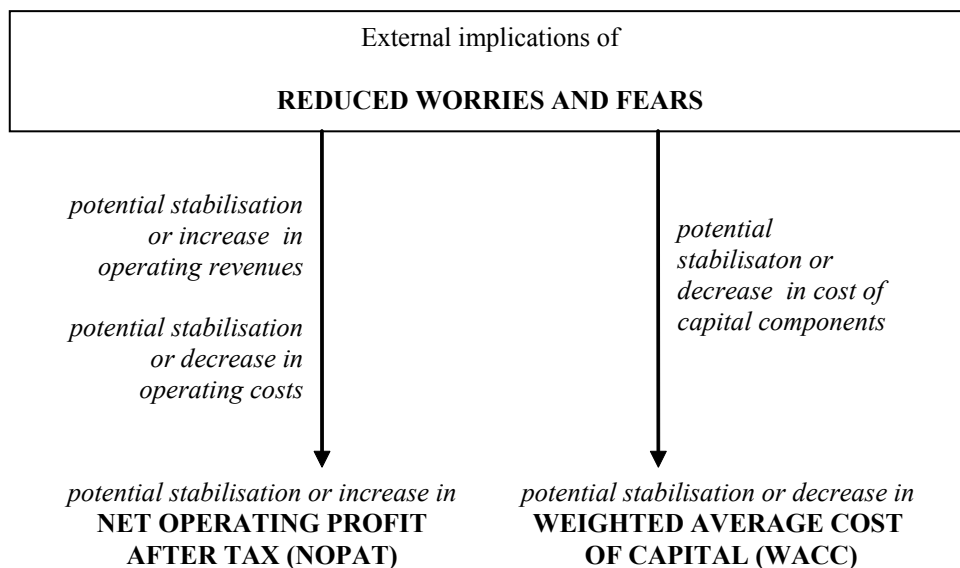 External implications of
REDUCED WORRIES AND FEARS
potential stabilisation
or increase in
operating revenues
potential stabilisation
or decrease in
operating costs
potential
stabilisaton or
decrease in cost of
capital components
potential stabilisation or increase in
NET OPERATING PROFIT
AFTER TAX (NOPAT)
potential stabilisation or decrease in
WEIGHTED AVERAGE COST
OF CAPITAL (WACC)